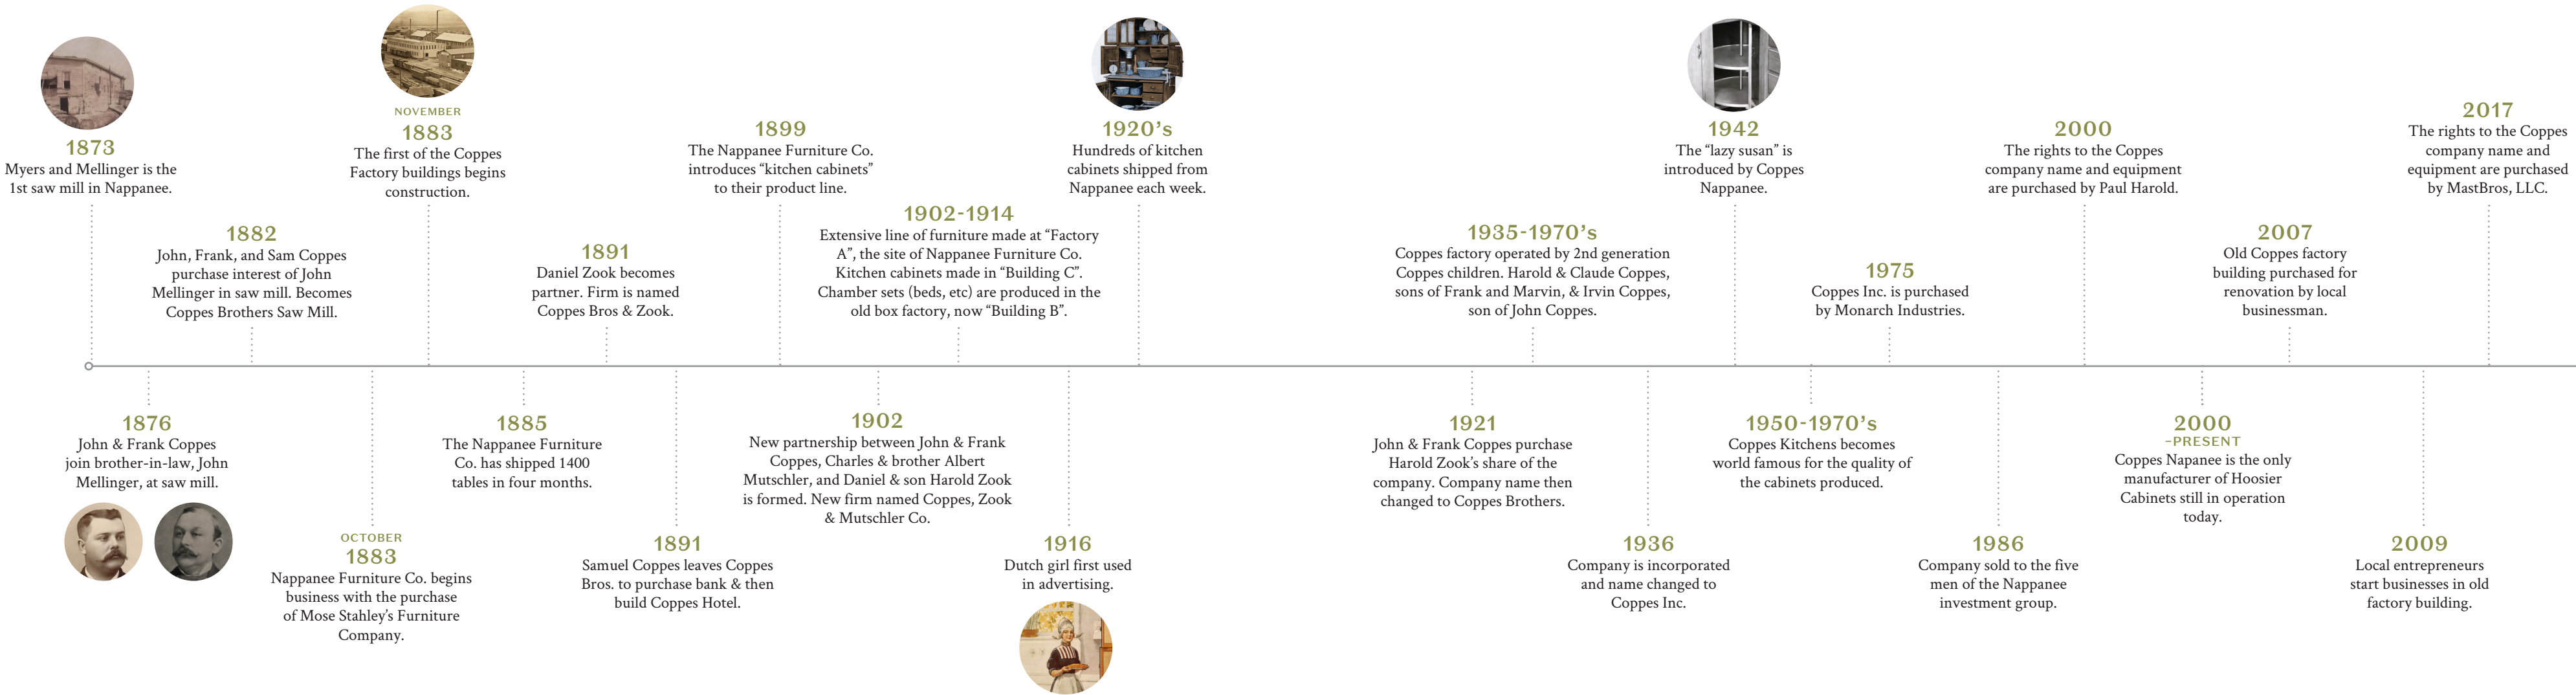 1873
Myers and Mellinger is the
1st saw mill in Nappanee.
1876
John & Frank Coppes
join brother-in-law, John
Mellinger, at saw mill.
1882
John, Frank, and Sam Coppes
purchase interest of John
Mellinger in saw mill. Becomes
Coppes Brothers Saw Mill.
OCTOBER
1883
Nappanee Furniture Co. begins
business with the purchase
of Mose Stahley’s Furniture
Company.
NOVEMBER
1883
The first of the Coppes
Factory buildings begins
construction.
1885
The Nappanee Furniture
Co. has shipped 1400
tables in four months.
1891
Daniel Zook becomes
partner. Firm is named
Coppes Bros & Zook.
1891
Samuel Coppes leaves Coppes
Bros. to purchase bank & then
build Coppes Hotel.
1899
The Nappanee Furniture Co.
introduces “kitchen cabinets”
to their product line.
1902
New partnership between John & Frank
Coppes, Charles & brother Albert
Mutschler, and Daniel & son Harold Zook
is formed. New firm named Coppes, Zook
& Mutschler Co.
1902-1914
Extensive line of furniture made at “Factory
A”, the site of Nappanee Furniture Co.
Kitchen cabinets made in “Building C”.
Chamber sets (beds, etc) are produced in the
old box factory, now “Building B”.
1916
Dutch girl first used
in advertising.
1920’s
Hundreds of kitchen
cabinets shipped from
Nappanee each week.
1921
John & Frank Coppes purchase
Harold Zook’s share of the
company. Company name then
changed to Coppes Brothers.
1935-1970’s
Coppes factory operated by 2nd generation
Coppes children. Harold & Claude Coppes,
sons of Frank and Marvin, & Irvin Coppes,
son of John Coppes.
1936
Company is incorporated
and name changed to
Coppes Inc.
1942
The “lazy susan” is
introduced by Coppes
Nappanee.
1950-1970’s
Coppes Kitchens becomes
world famous for the quality of
the cabinets produced.
1975
Coppes Inc. is purchased
by Monarch Industries.
1986
Company sold to the five
men of the Nappanee
investment group.
2000
The rights to the Coppes
company name and equipment
are purchased by Paul Harold.
2000
–PRESENT
Coppes Napanee is the only
manufacturer of Hoosier
Cabinets still in operation
today.
2007
Old Coppes factory
building purchased for
renovation by local
businessman.
2009
Local entrepreneurs
start businesses in old
factory building.
2017
The rights to the Coppes
company name and
equipment are purchased
by MastBros, LLC.